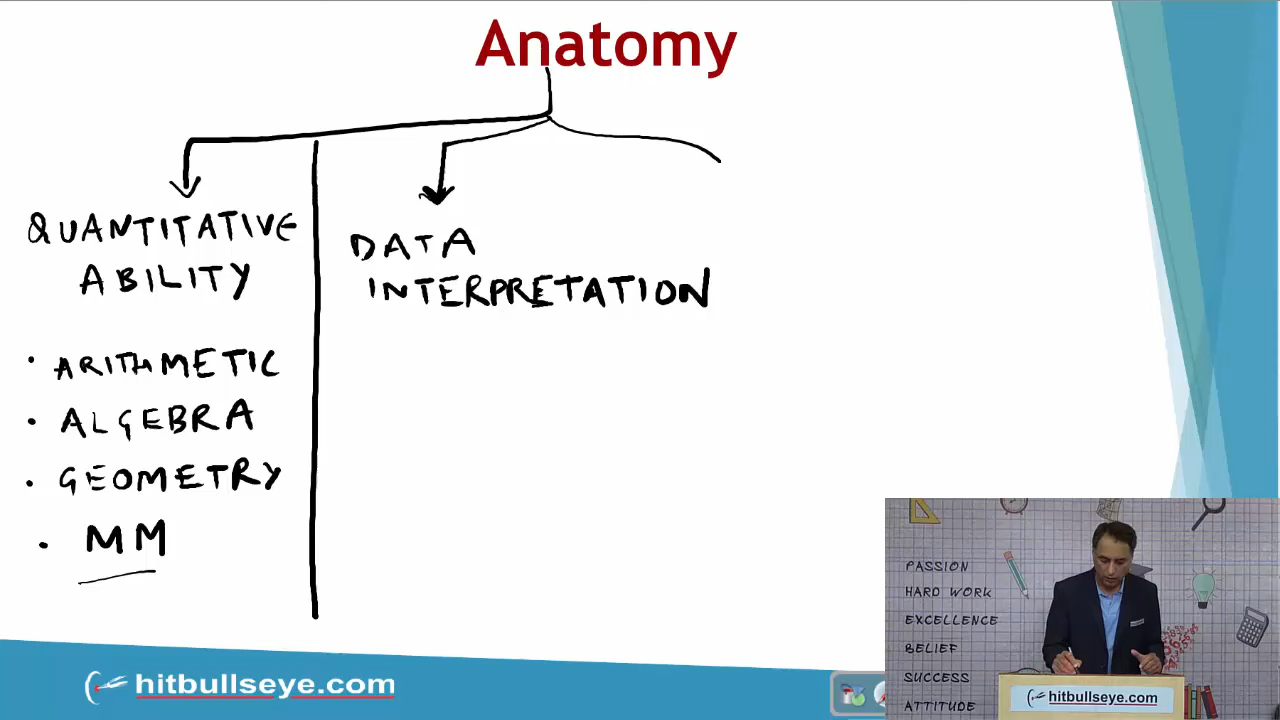 Anatomy
QUANTITATIVE
ABILITY
DATA
INTERPRETATION
• ARITHMETIC
• ALGEBRA
• GEOMETRY
• MM
PASSION
HARD WORK
EXCELLENCE
BELIEF
SUCCESS
ATTITUDE
hitbullseye.com
hitbullseye.com